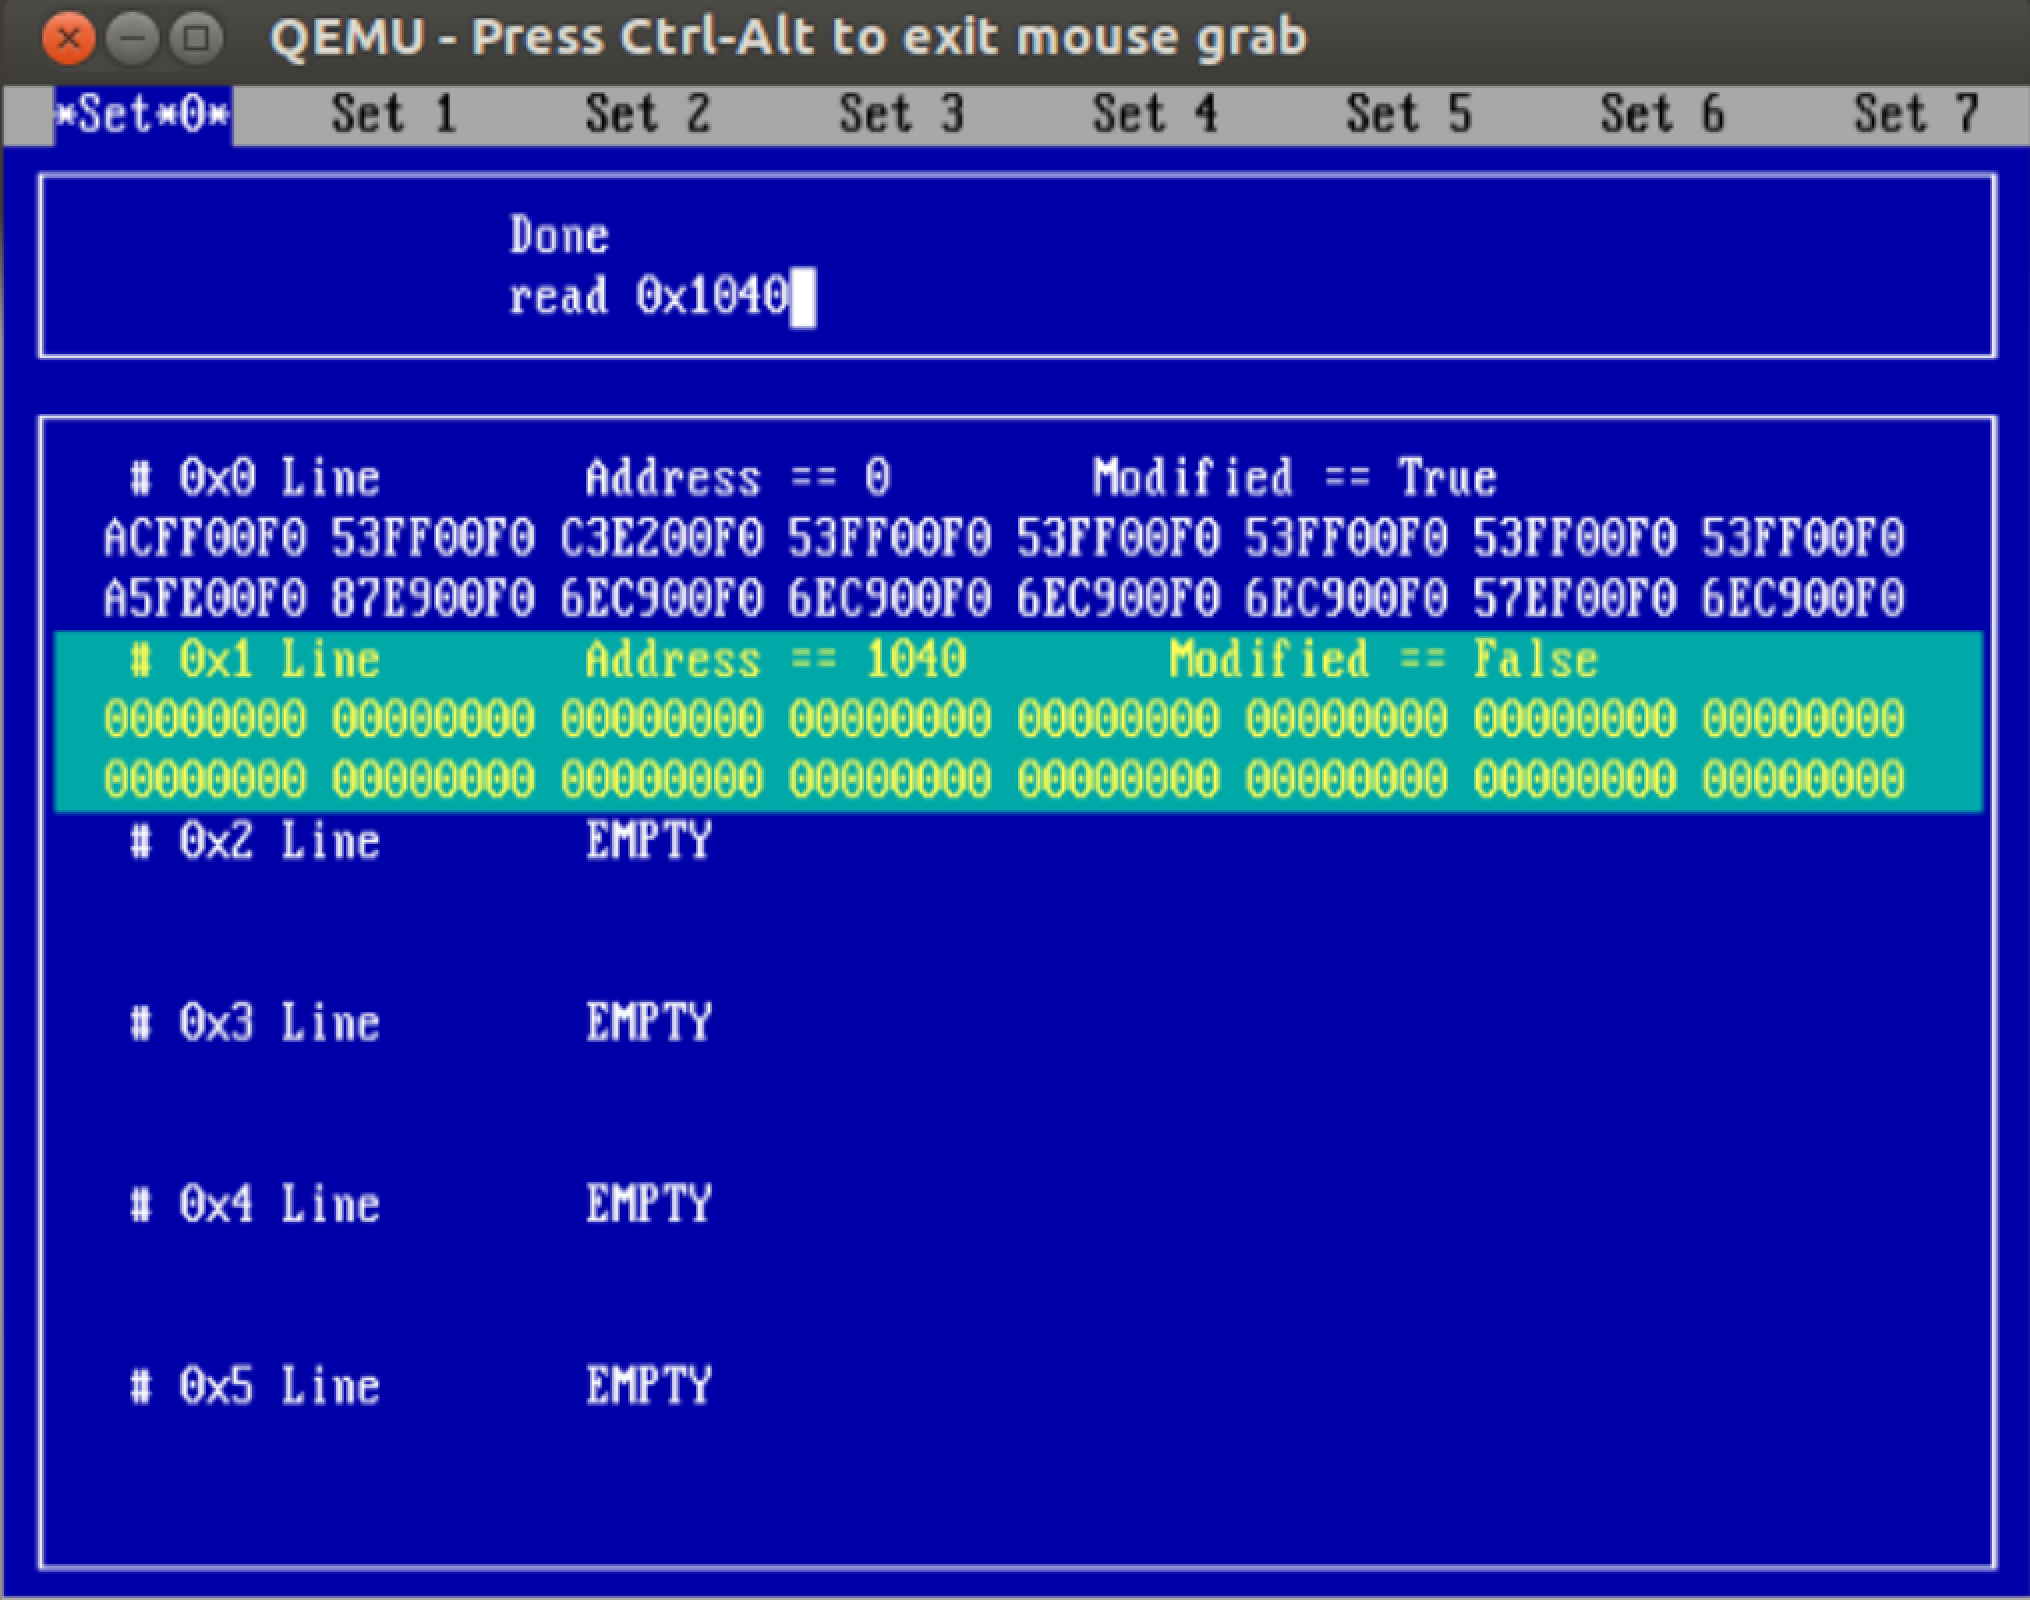 QEMU - Press Ctrl-Alt to exit mouse grab
*Set*0* Set 1 Set 2 Set 3 Set 4 Set 5 Set 6 Set 7
Done
read 0x1040
# 0x0 Line Address == 0 Modified == True
ACFF00F0 53FF00F0 C3E200F0 53FF00F0 53FF00F0 53FF00F0 53FF00F0 53FF00F0
A5FE00F0 87E900F0 6EC900F0 6EC900F0 6EC900F0 6EC900F0 57EF00F0 6EC900F0
# 0x1 Line Address == 1040 Modified == False
00000000 00000000 00000000 00000000 00000000 00000000 00000000 00000000
00000000 00000000 00000000 00000000 00000000 00000000 00000000 00000000
# 0x2 Line EMPTY
# 0x3 Line EMPTY
# 0x4 Line EMPTY
# 0x5 Line EMPTY